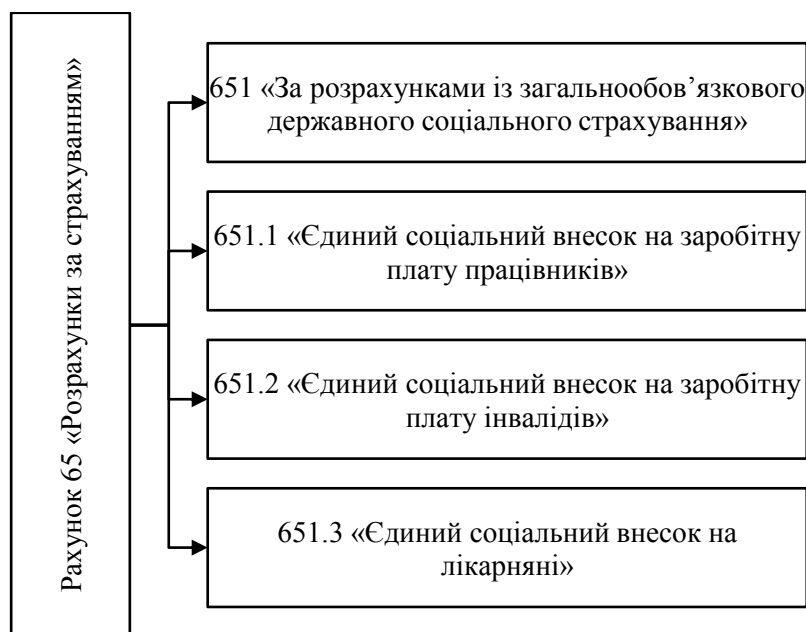 Рахунок 65 «Розрахунки за страхуванням»
651 «За розрахунками із загальнообов’язкового
державного соціального страхування»
651.1 «Єдиний соціальний внесок на заробітну
плату працівників»
651.2 «Єдиний соціальний внесок на заробітну
плату інвалідів»
651.3 «Єдиний соціальний внесок на
лікарняні»